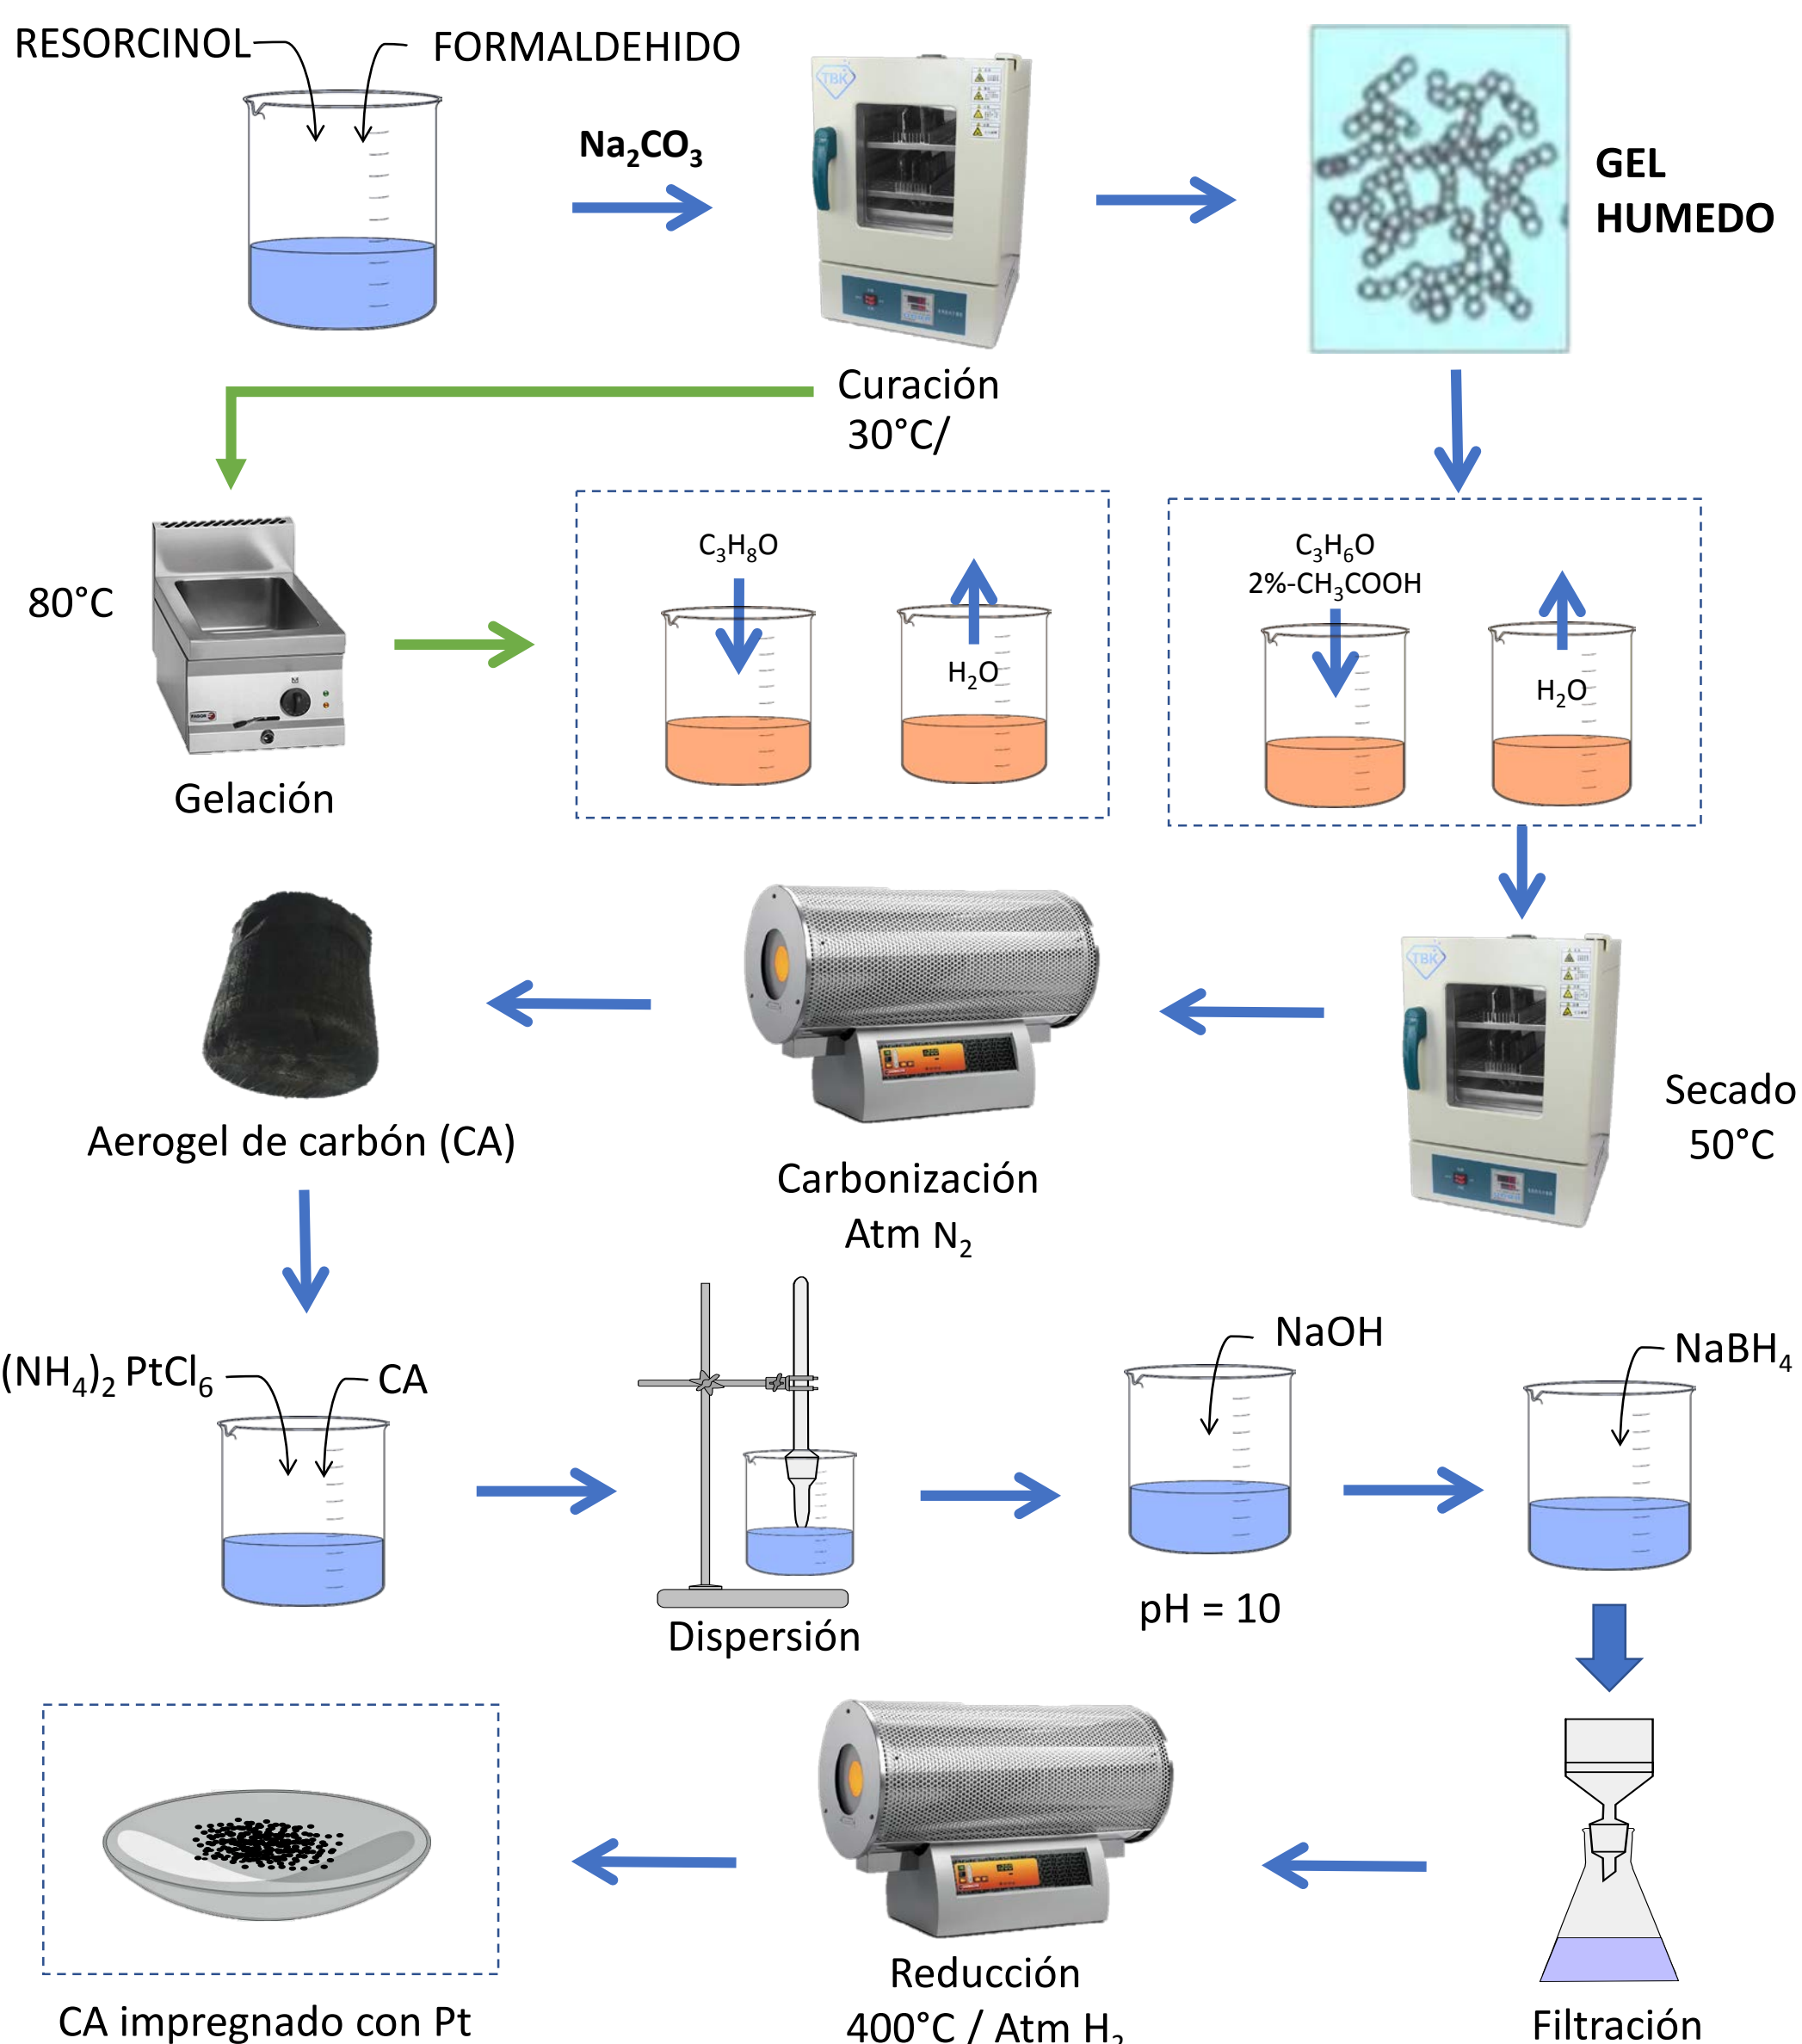 RESORCINOL
FORMALDEHIDO
Na₂CO₃
TBK
GEL
HUMEDO
Curación
30°C/
80°C
Gelación
C₃H₈O
H₂O
C₃H₆O
2%-CH₃COOH
H₂O
TBK
Secado
50°C
Carbonización
Atm N₂
Aerogel de carbón (CA)
(NH₄)₂ PtCl₆
CA
Dispersión
NaOH
pH = 10
NaBH₄
Filtración
Reducción
400°C / Atm H₂
CA impregnado con Pt